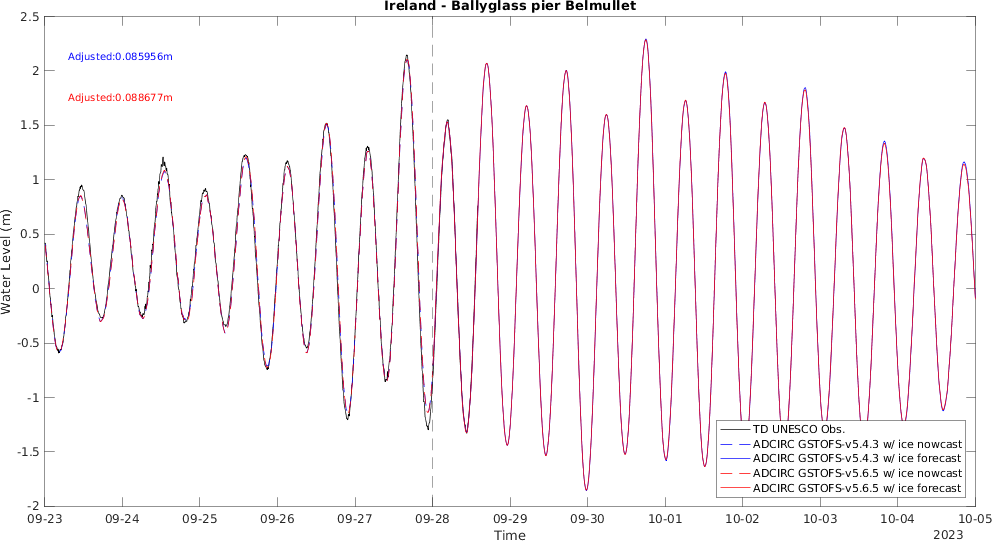 Ireland - Ballyglass pier Belmullet
Adjusted:0.085956m
Adjusted:0.088677m
Water Level (m)
2.5
2
1.5
1
0.5
0
-0.5
-1
-1.5
-2
TD UNESCO Obs.
ADCIRC GSTOFS-v5.4.3 w/ ice nowcast
ADCIRC GSTOFS-v5.4.3 w/ ice forecast
ADCIRC GSTOFS-v5.6.5 w/ ice nowcast
ADCIRC GSTOFS-v5.6.5 w/ ice forecast
09-23 09-24 09-25 09-26 09-27 09-28 09-29 09-30 10-01 10-02 10-03 10-04 10-05
Time
2023